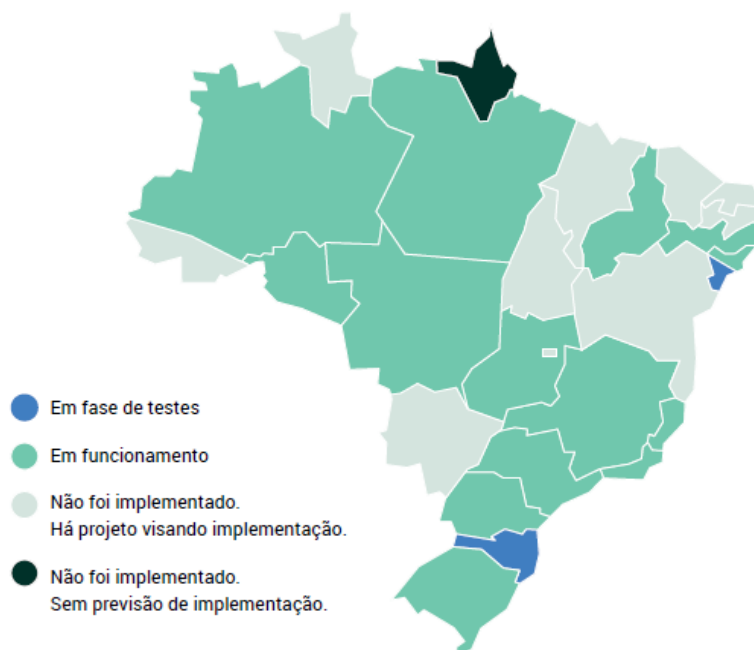 Em fase de testes
Em funcionamento
Não foi implementado.
Há projeto visando implementação.
Não foi implementado.
Sem previsão de implementação.